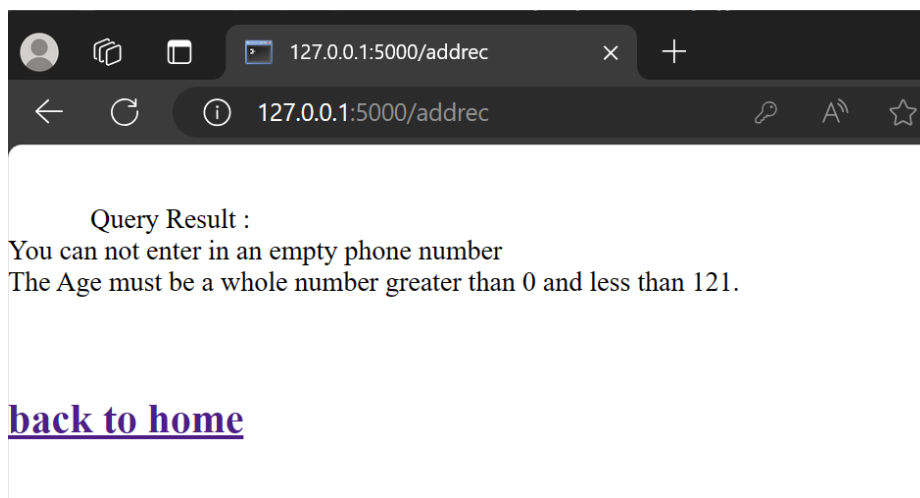 127.0.0.1:5000/addrec
127.0.0.1:5000/addrec
Query Result :
You can not enter in an empty phone number
The Age must be a whole number greater than 0 and less than 121.
back to home